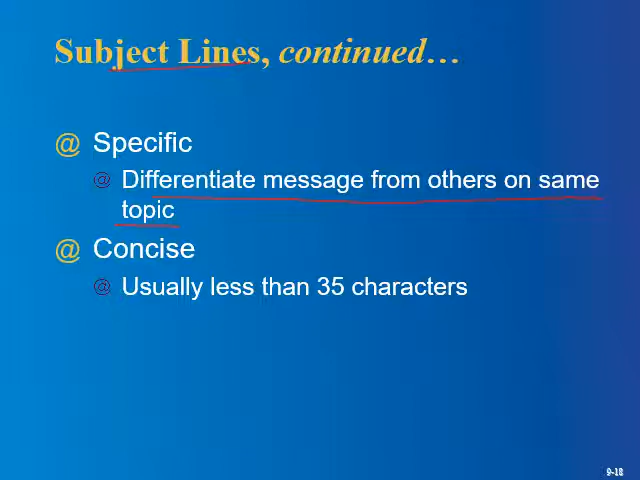 Subject Lines, continued…
@ Specific
@ Differentiate message from others on same
topic
@ Concise
@ Usually less than 35 characters
9-18